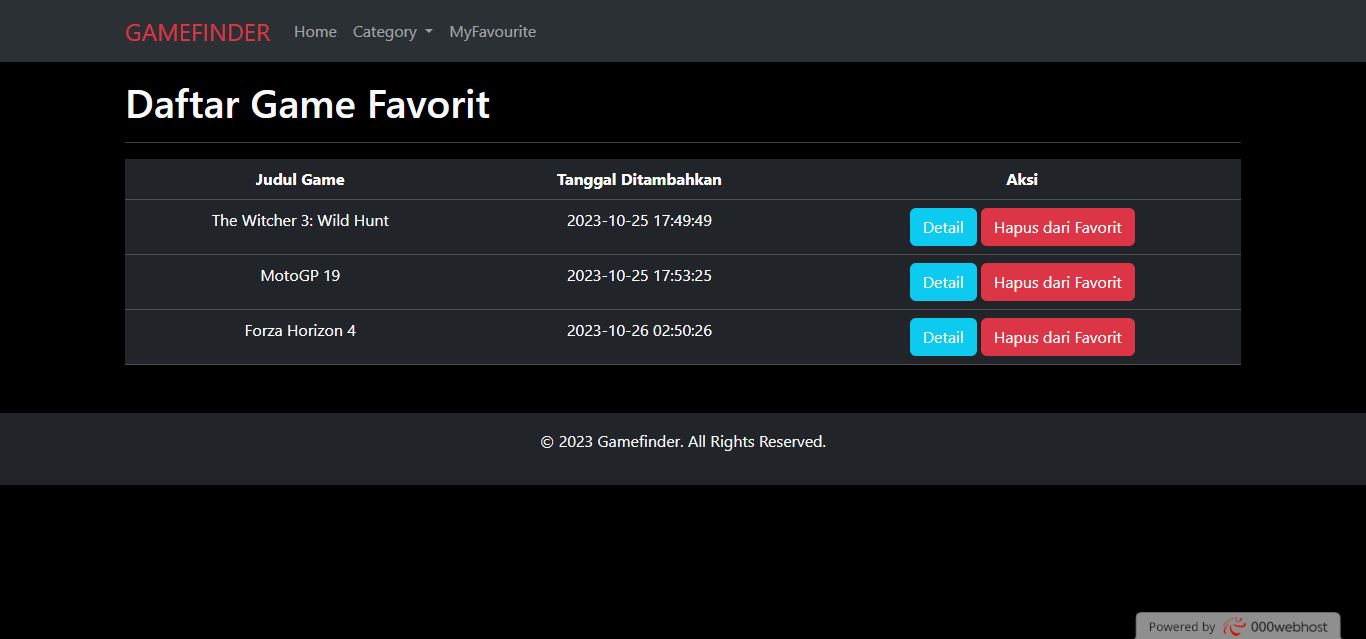 GAMEFINDER Home Category MyFavourite
Daftar Game Favorit
Judul Game Tanggal Ditambahkan Aksi
The Witcher 3: Wild Hunt 2023-10-25 17:49:49 Detail Hapus dari Favorit
MotoGP 19 2023-10-25 17:53:25 Detail Hapus dari Favorit
Forza Horizon 4 2023-10-26 02:50:26 Detail Hapus dari Favorit
© 2023 Gamefinder. All Rights Reserved.
Powered by 000webhost